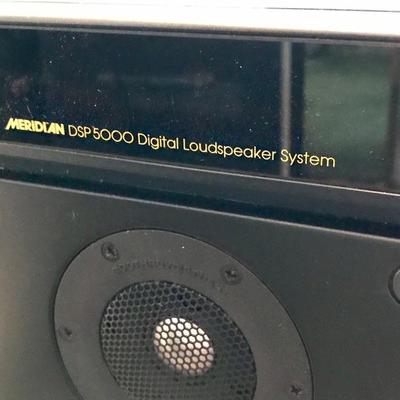 MERIDIAN DSP5000 Digital Loudspeaker System